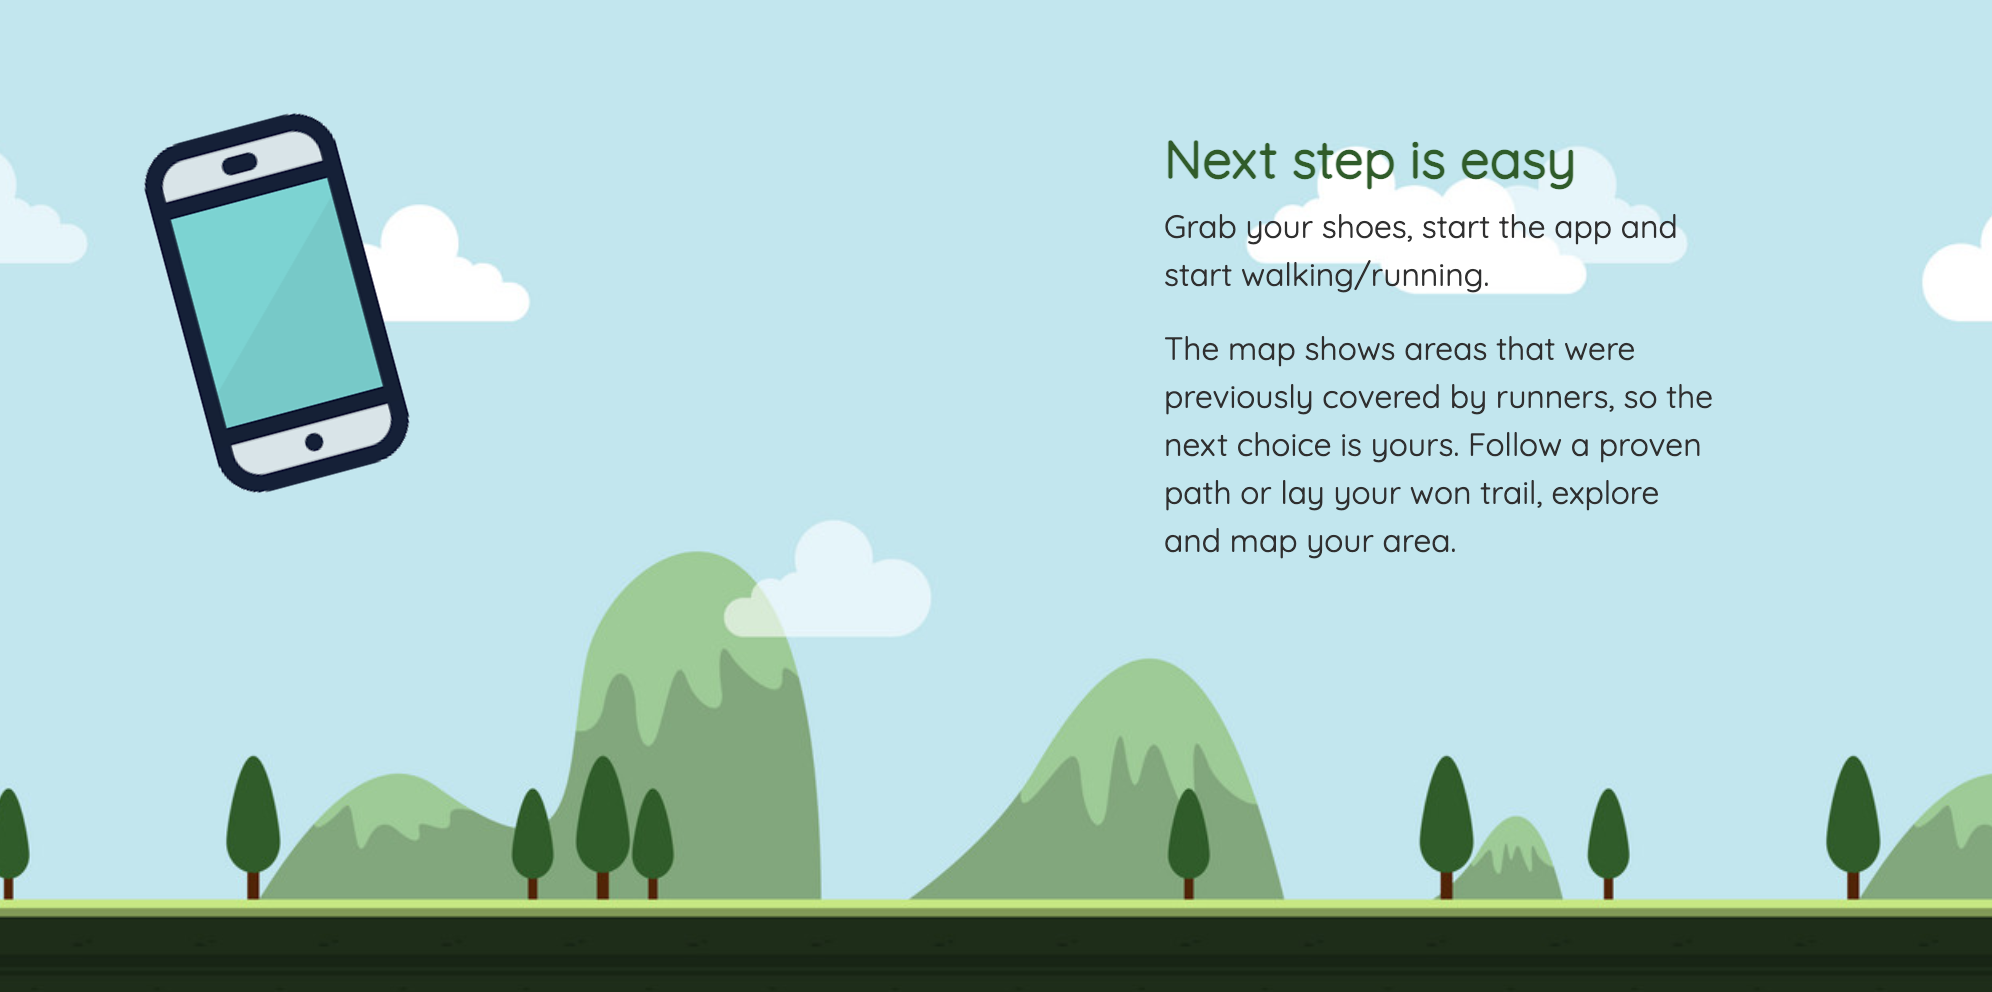 Next step is easy
Grab your shoes, start the app and
start walking/running.
The map shows areas that were
previously covered by runners, so the
next choice is yours. Follow a proven
path or lay your won trail, explore
and map your area.